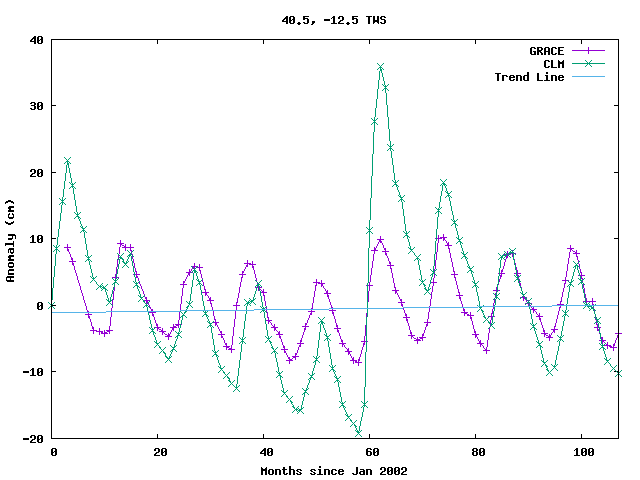 40.5, -12.5 TWS
GRACE
CLM
Trend Line
40
30
20
10
0
-10
-20
Anomaly (cm)
0 20 40 60 80 100
Months since Jan 2002